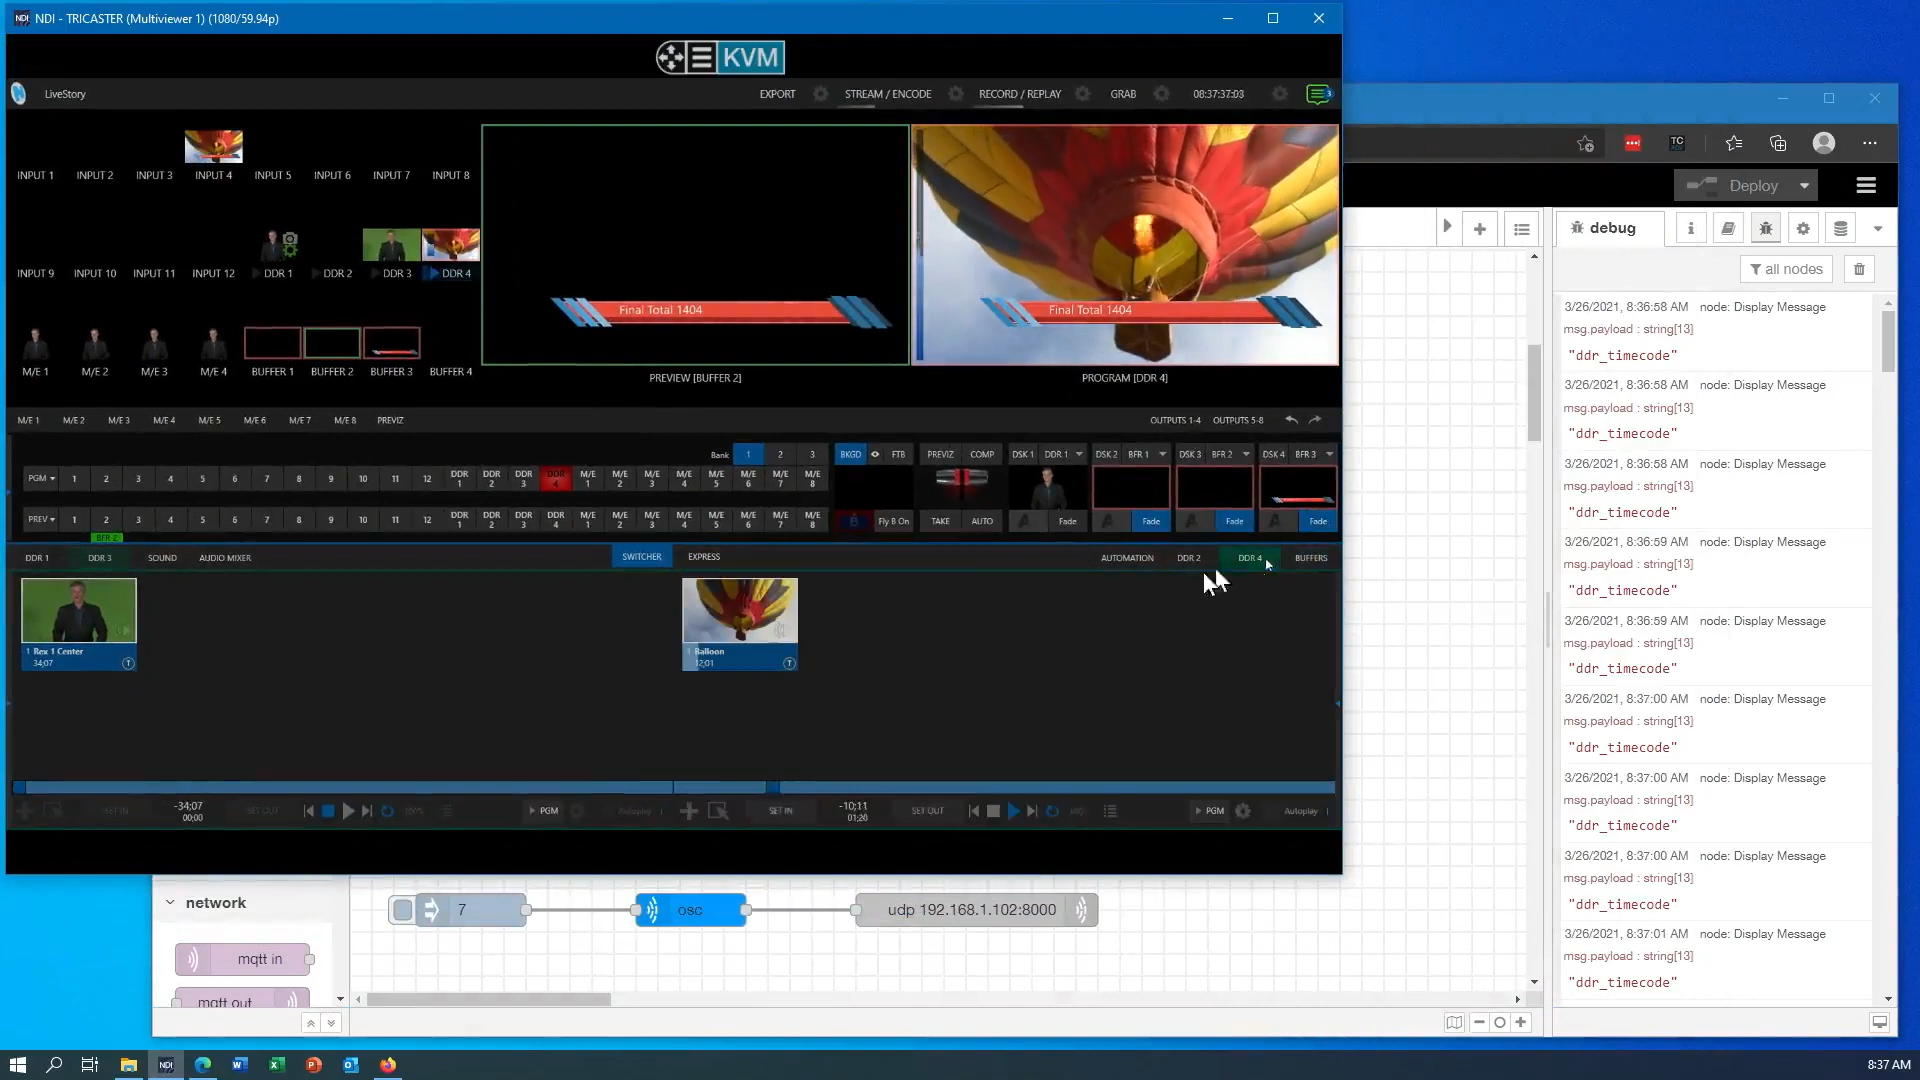 NDI - TRICASTER (Multiviewer 1) (1080/59.94p)
KVM
LiveStory
EXPORT STREAM / ENCODE RECORD / REPLAY GRAB 08:37:37:03 3
INPUT 1 INPUT 2 INPUT 3 INPUT 4 INPUT 5 INPUT 6 INPUT 7 INPUT 8
INPUT 9 INPUT 10 INPUT 11 INPUT 12 DDR 1 DDR 2 DDR 3 DDR 4
M/E 1 M/E 2 M/E 3 M/E 4 BUFFER 1 BUFFER 2 BUFFER 3 BUFFER 4
Final Total 1404
Final Total 1404
PREVIEW [BUFFER 2]
PROGRAM [DDR 4]
M/E 1 M/E 2 M/E 3 M/E 4 M/E 5 M/E 6 M/E 7 M/E 8 PREVIZ OUTPUTS 1-4 OUTPUTS 5-8
Bank 1 2 3 BKGD FTB PREVIZ COMP DSK 1 DDR 1 DSK 2 BFR 1 DSK 3 BFR 2 DSK 4 BFR 3
PGM 1 2 3 4 5 6 7 8 9 10 11 12 DDR 1 DDR 2 DDR 3 DDR 4 M/E 1 M/E 2 M/E 3 M/E 4 M/E 5 M/E 6 M/E 7 M/E 8
PREV 1 2 3 4 5 6 7 8 9 10 11 12 DDR 1 DDR 2 DDR 3 DDR 4 M/E 1 M/E 2 M/E 3 M/E 4 M/E 5 M/E 6 M/E 7 M/E 8 B Fly B On TAKE AUTO A Fade A Fade A Fade A Fade
BFR 2
DDR 1 DDR 3 SOUND AUDIO MIXER SWITCHER EXPRESS AUTOMATION DDR 2 DDR 4 BUFFERS
1 Rex 1 Center
34;07 T
1 Balloon
12;01 T
SET IN -34;07 SET OUT 100% PGM Autoplay SET IN -10;11 SET OUT PGM Autoplay
00;00 01;20
TC
Deploy
debug
i
all nodes
3/26/2021, 8:36:58 AM node: Display Message
msg.payload : string[13]
"ddr_timecode"
3/26/2021, 8:36:58 AM node: Display Message
msg.payload : string[13]
"ddr_timecode"
3/26/2021, 8:36:58 AM node: Display Message
msg.payload : string[13]
"ddr_timecode"
3/26/2021, 8:36:59 AM node: Display Message
msg.payload : string[13]
"ddr_timecode"
3/26/2021, 8:36:59 AM node: Display Message
msg.payload : string[13]
"ddr_timecode"
3/26/2021, 8:37:00 AM node: Display Message
msg.payload : string[13]
"ddr_timecode"
3/26/2021, 8:37:00 AM node: Display Message
msg.payload : string[13]
"ddr_timecode"
3/26/2021, 8:37:00 AM node: Display Message
msg.payload : string[13]
"ddr_timecode"
3/26/2021, 8:37:01 AM node: Display Message
msg.payload : string[13]
"ddr_timecode"
network
mqtt in
mqtt out
7
osc
udp 192.168.1.102:8000
NDI
8:37 AM